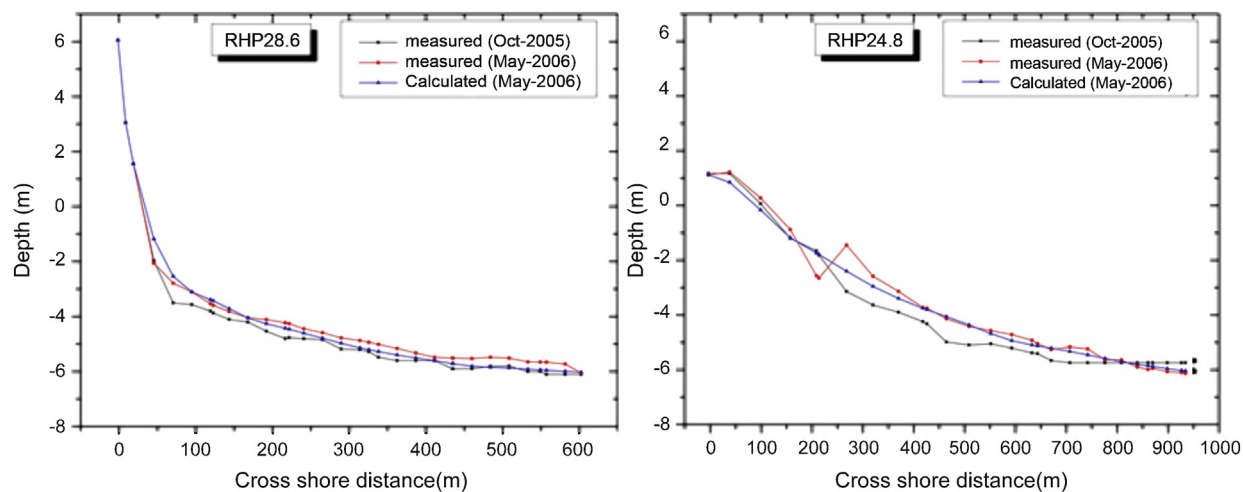 RHP28.6
measured (Oct-2005)
measured (May-2006)
Calculated (May-2006)
6
4
2
0
-2
-4
-6
-8
Depth (m)
0 100 200 300 400 500 600
Cross shore distance(m)
RHP24.8
measured (Oct-2005)
measured (May-2006)
Calculated (May-2006)
6
4
2
0
-2
-4
-6
-8
Depth (m)
0 100 200 300 400 500 600 700 800 900 1000
Cross shore distance(m)